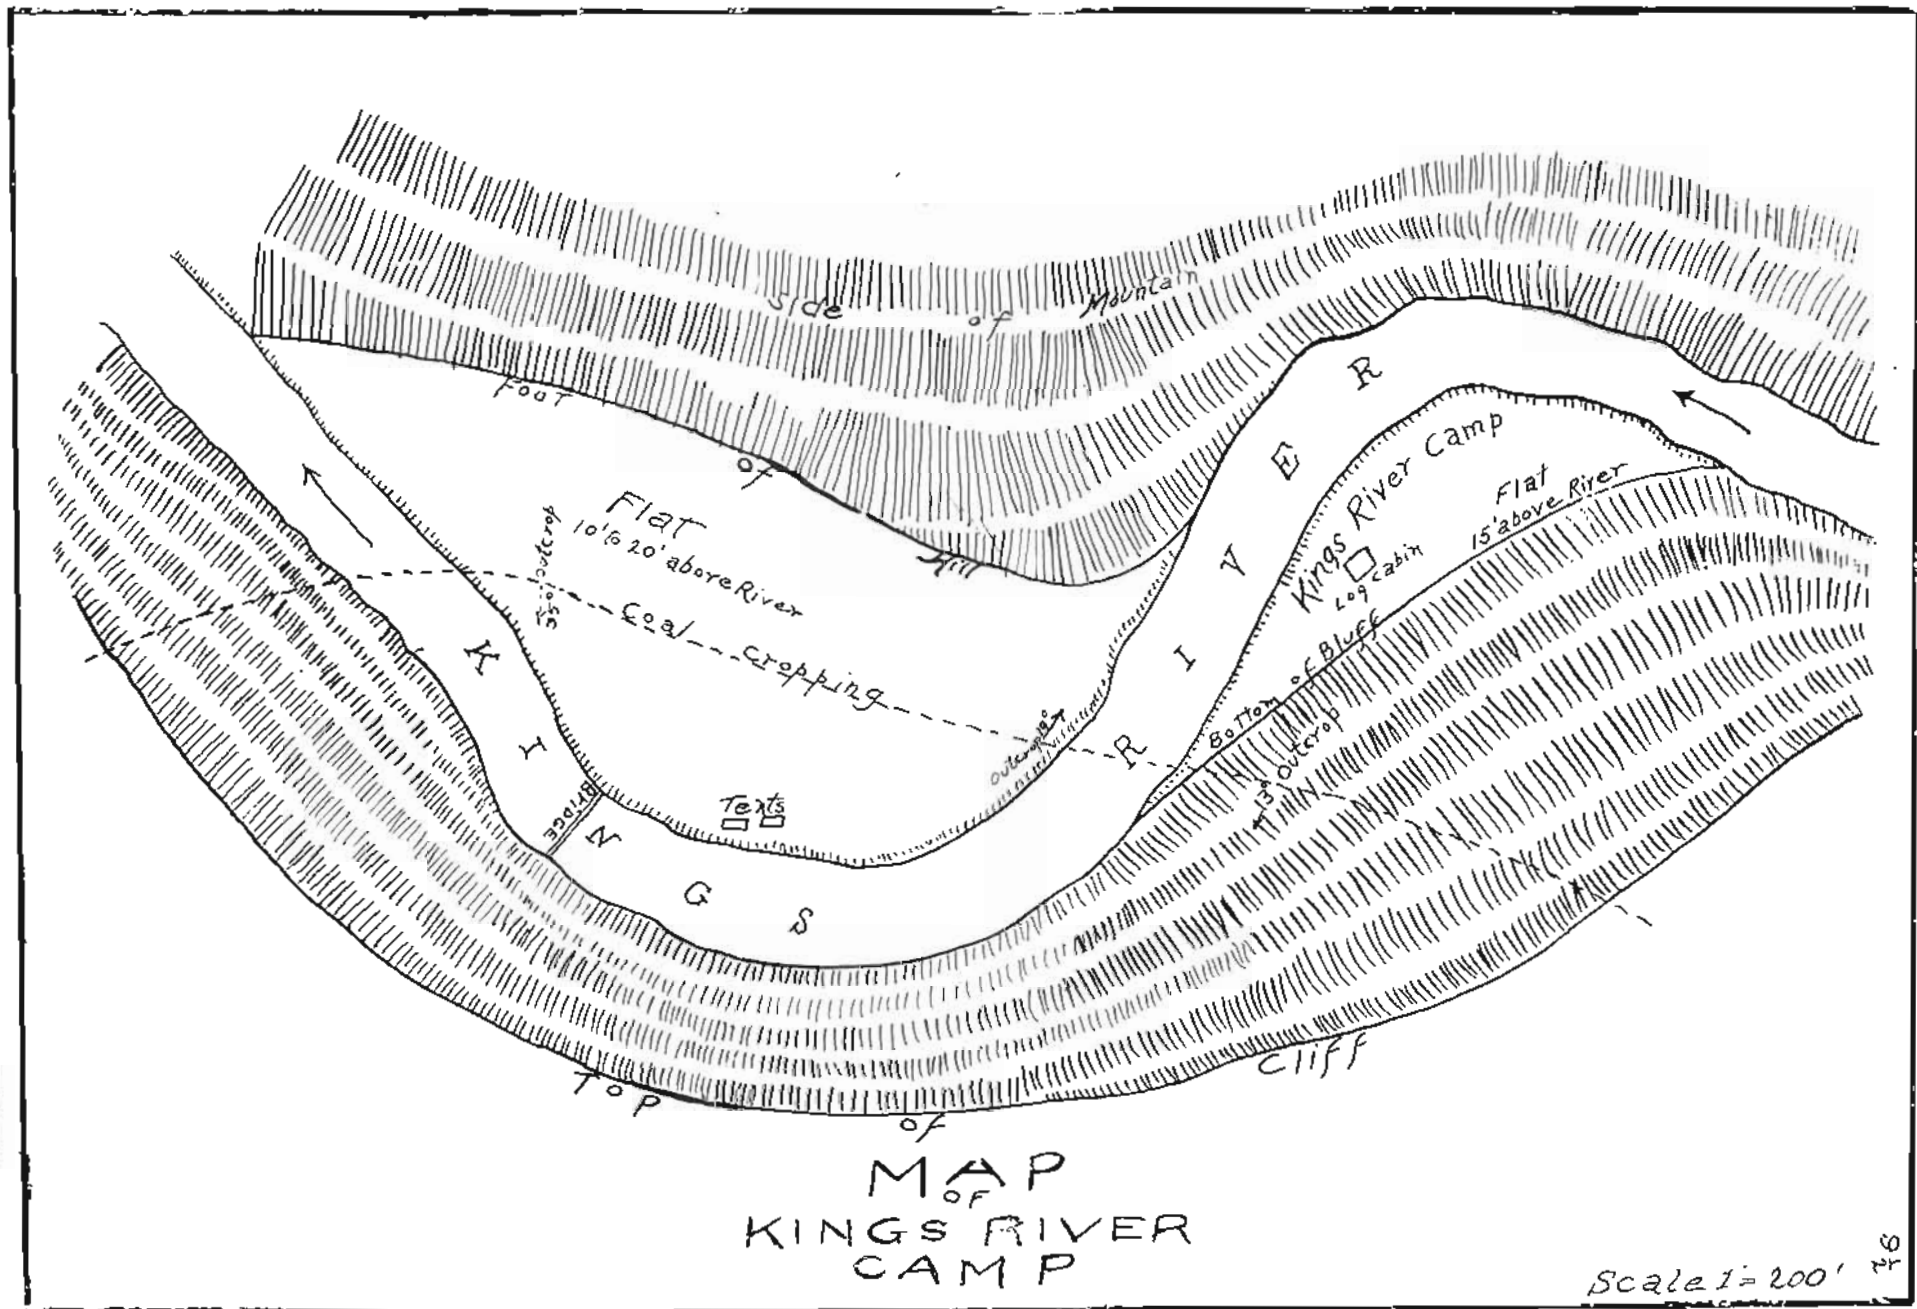 Side of Mountain
Foot of Hill
Flat
10' to 20' above River
35° outcrop
Coal cropping
outcrop 19°
Tents
BRIDGE
KINGS RIVER
Kings River Camp
Flat
15' above River
Log Cabin
Bottom of Bluff
13° Outcrop
Top of Cliff
MAP
OF
KINGS RIVER
CAMP
Scale 1"=200'